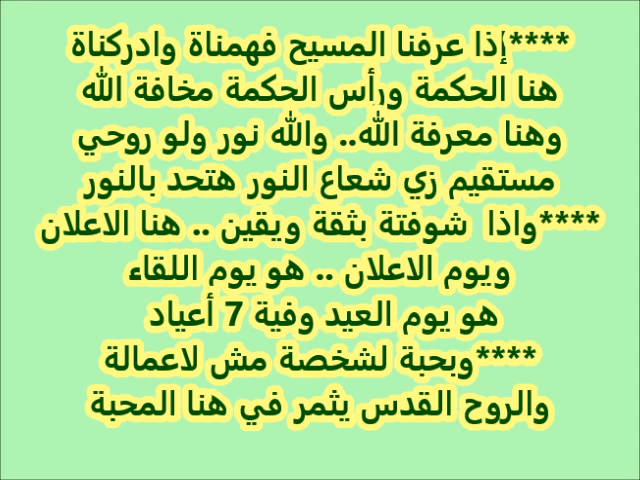 ****إذا عرفنا المسيح فهمناة وادركناة
هنا الحكمة ورأس الحكمة مخافة الله
وهنا معرفة الله.. والله نور ولو روحي
مستقيم زي شعاع النور هتحد بالنور
****واذا شوفتة بثقة ويقين .. هنا الاعلان
ويوم الاعلان .. هو يوم اللقاء
هو يوم العيد وفية 7 أعياد
****وبحبة لشخصة مش لاعمالة
والروح القدس يثمر في هنا المحبة